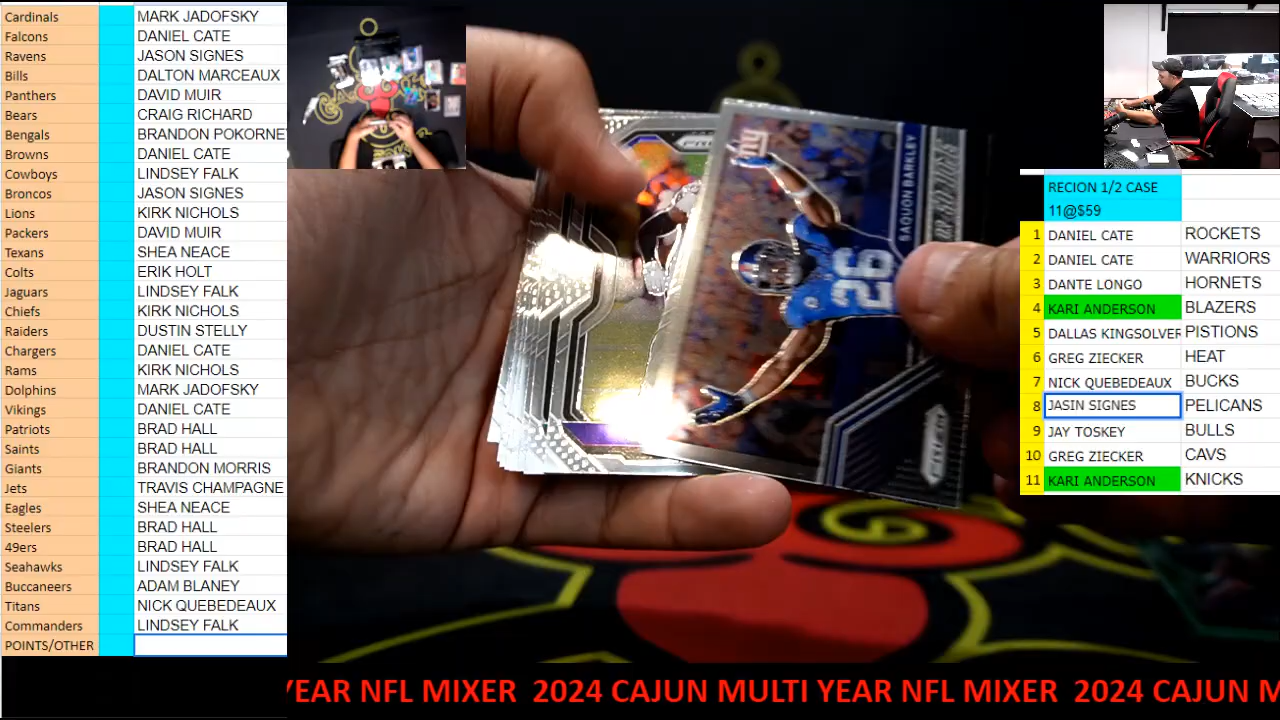 Cardinals MARK JADOFSKY
Falcons DANIEL CATE
Ravens JASON SIGNES
Bills DALTON MARCEAUX
Panthers DAVID MUIR
Bears CRAIG RICHARD
Bengals BRANDON POKORNE
Browns DANIEL CATE
Cowboys LINDSEY FALK
Broncos JASON SIGNES
Lions KIRK NICHOLS
Packers DAVID MUIR
Texans SHEA NEACE
Colts ERIK HOLT
Jaguars LINDSEY FALK
Chiefs KIRK NICHOLS
Raiders DUSTIN STELLY
Chargers DANIEL CATE
Rams KIRK NICHOLS
Dolphins MARK JADOFSKY
Vikings DANIEL CATE
Patriots BRAD HALL
Saints BRAD HALL
Giants BRANDON MORRIS
Jets TRAVIS CHAMPAGNE
Eagles SHEA NEACE
Steelers BRAD HALL
49ers BRAD HALL
Seahawks LINDSEY FALK
Buccaneers ADAM BLANEY
Titans NICK QUEBEDEAUX
Commanders LINDSEY FALK
POINTS/OTHER
ny
SAQUON BARKLEY
26
PRIZM
RECION 1/2 CASE
11@$59
1 DANIEL CATE ROCKETS
2 DANIEL CATE WARRIORS
3 DANTE LONGO HORNETS
4 KARI ANDERSON BLAZERS
5 DALLAS KINGSOLVER PISTIONS
6 GREG ZIECKER HEAT
7 NICK QUEBEDEAUX BUCKS
8 JASIN SIGNES PELICANS
9 JAY TOSKEY BULLS
10 GREG ZIECKER CAVS
11 KARI ANDERSON KNICKS
YEAR NFL MIXER 2024 CAJUN MULTI YEAR NFL MIXER 2024 CAJUN M